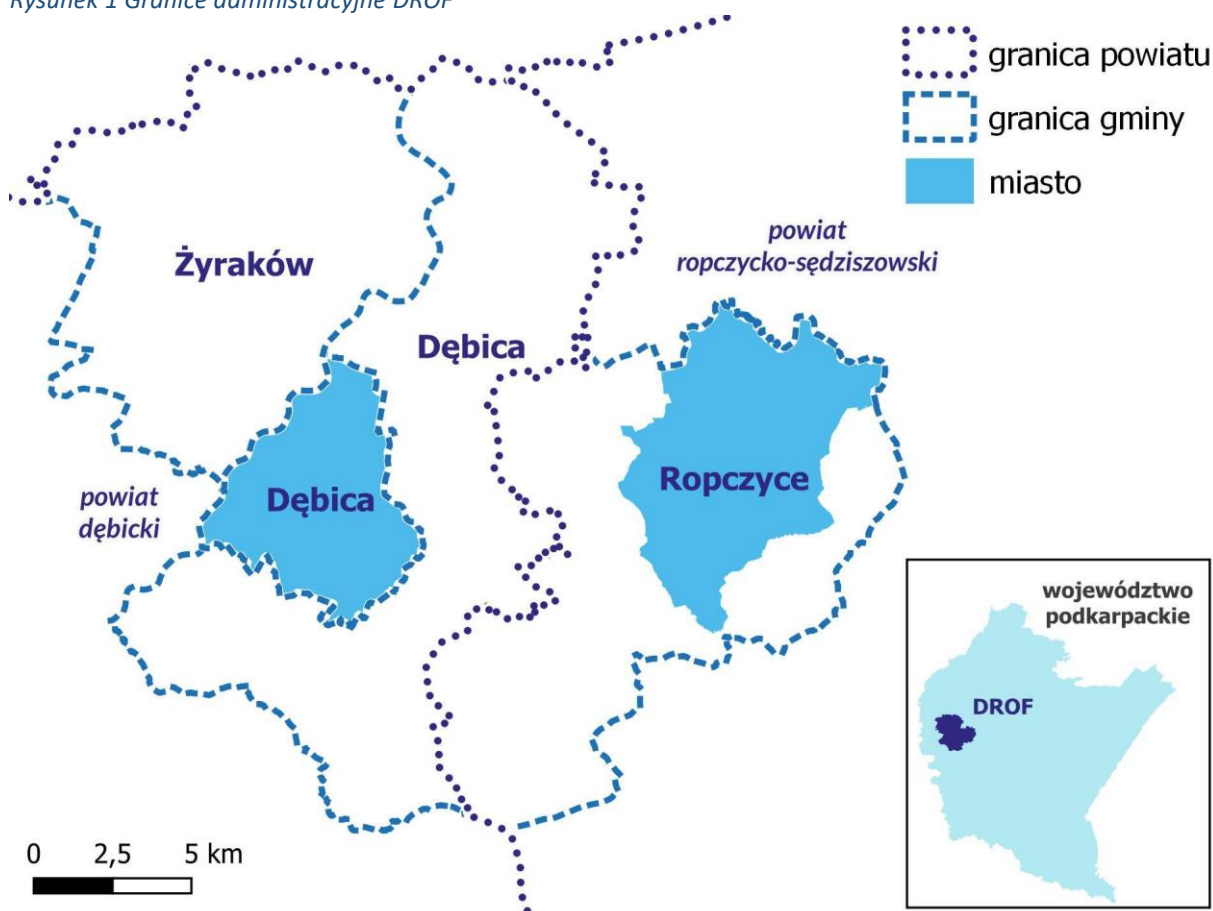 Rysunek 1 Granice administracyjne DROF
granica powiatu
granica gminy
miasto
powiat
ropczycko-sędziszowski
Żyraków
Dębica
Ropczyce
Dębica
powiat
dębicki
województwo
podkarpackie
DROF
0 2,5 5 km